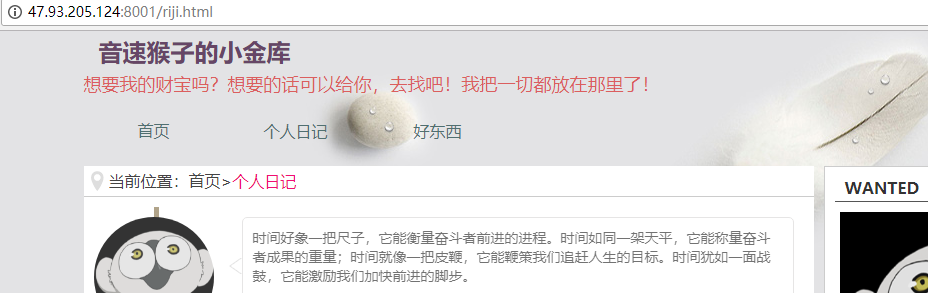 47.93.205.124:8001/riji.html
音速猴子的小金库
想要我的财宝吗？想要的话可以给你，去找吧！我把一切都放在那里了！
首页 个人日记 好东西
当前位置：首页>个人日记
WANTED
时间好象一把尺子，它能衡量奋斗者前进的进程。时间如同一架天平，它能称量奋斗
者成果的重量；时间就像一把皮鞭，它能鞭策我们追赶人生的目标。时间犹如一面战
鼓，它能激励我们加快前进的脚步。